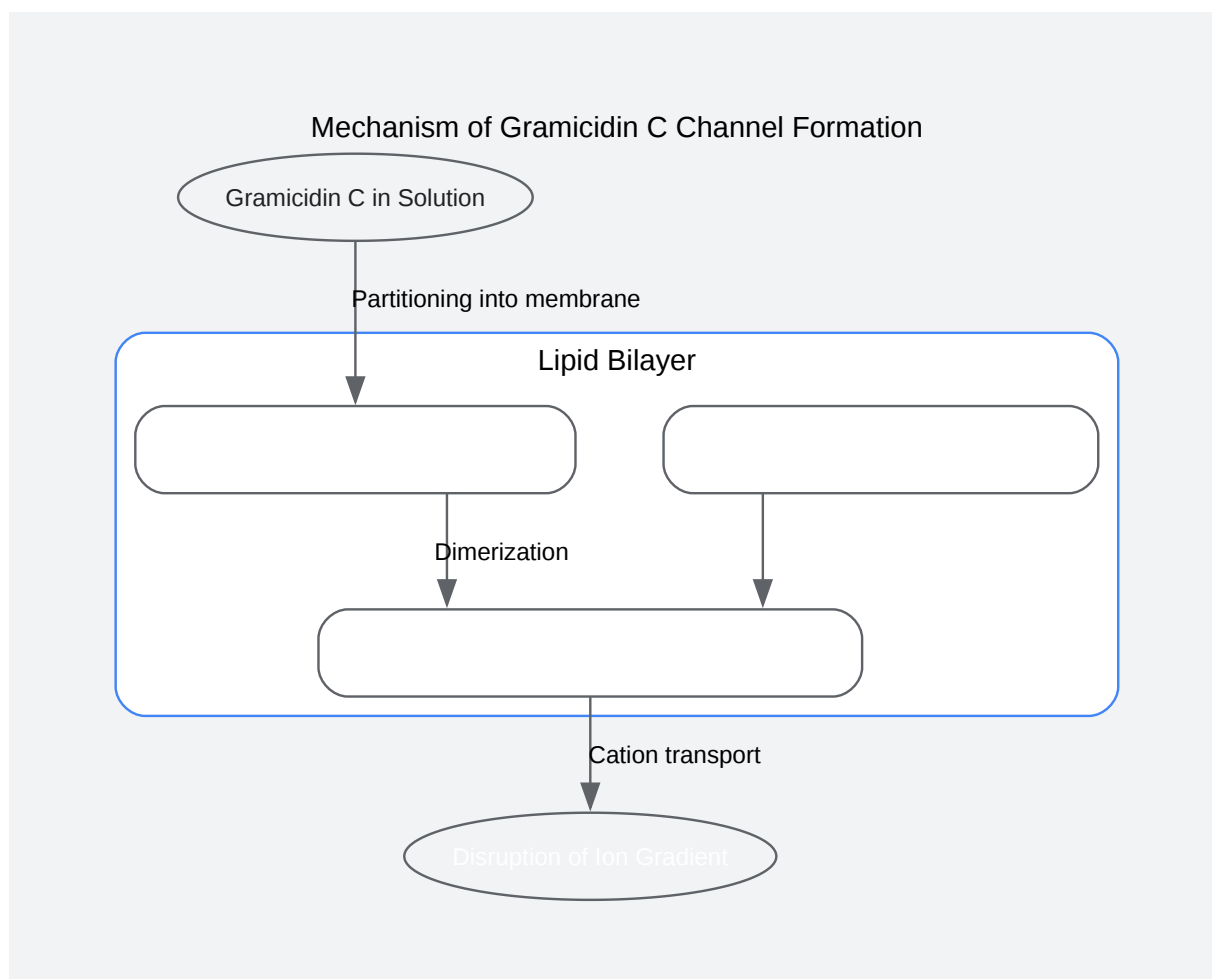 Mechanism of Gramicidin C Channel Formation
Gramicidin C in Solution
Partitioning into membrane
Lipid Bilayer
Dimerization
Cation transport
Disruption of Ion Gradient